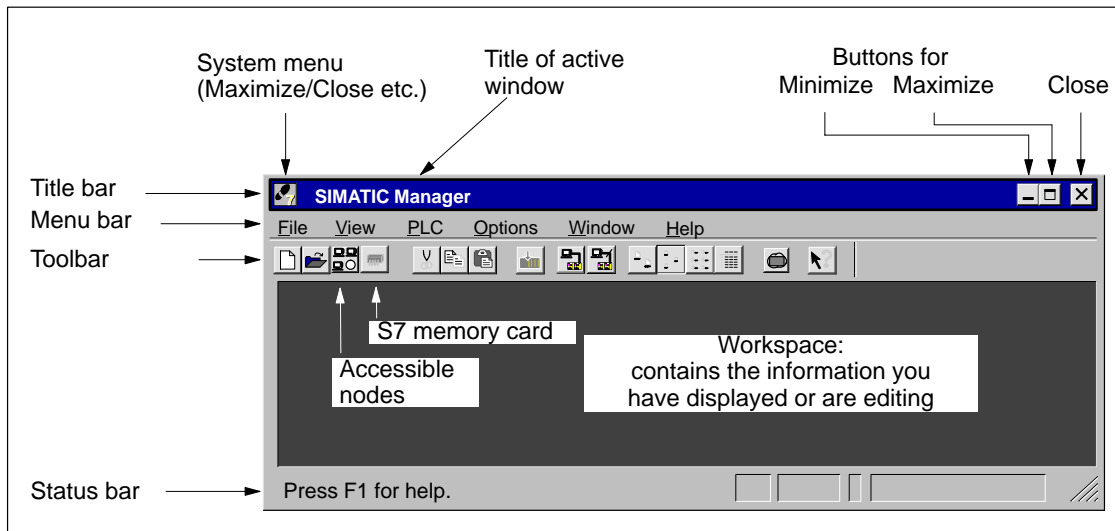 System menu
(Maximize/Close etc.)
Title of active
window
Buttons for
Minimize Maximize Close
Title bar
SIMATIC Manager
Menu bar
File View PLC Options Window Help
Toolbar
S7 memory card
Accessible
nodes
Workspace:
contains the information you
have displayed or are editing
Status bar
Press F1 for help.